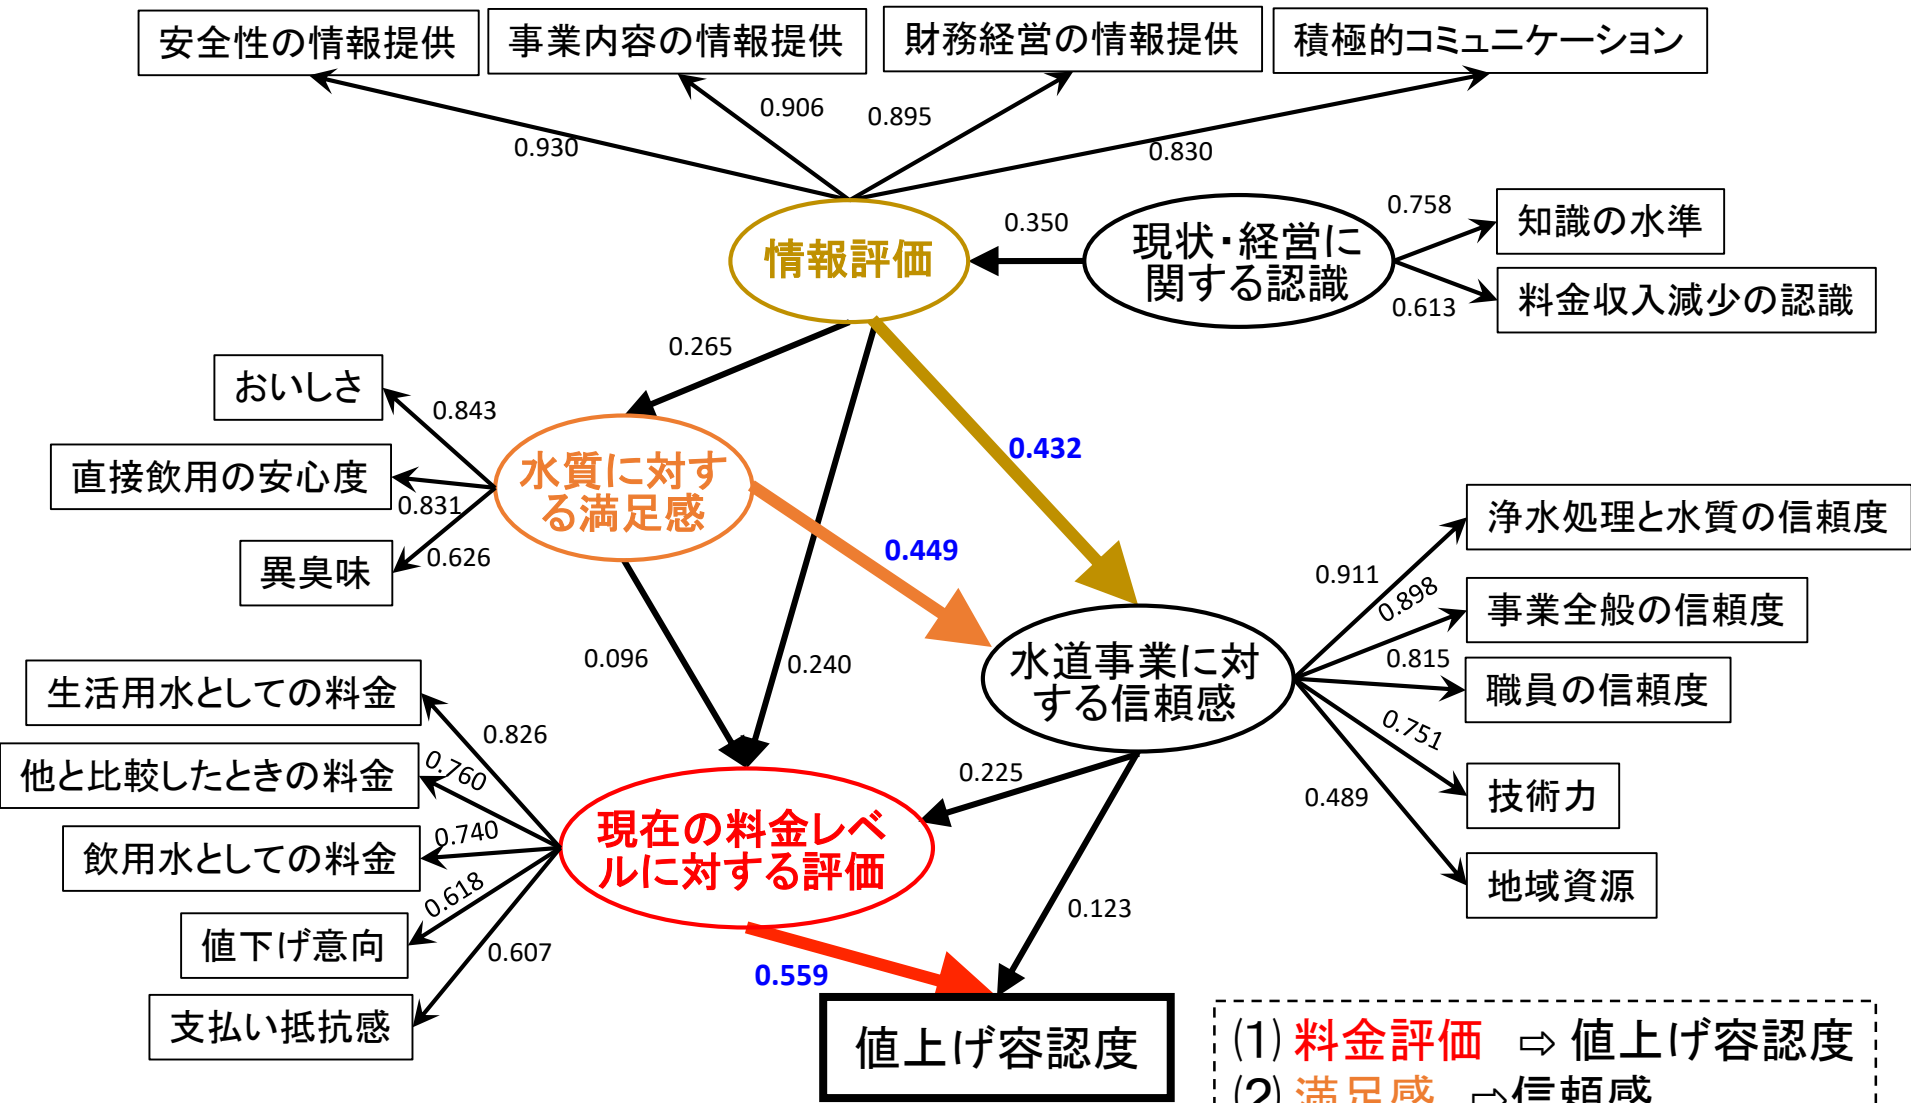 安全性の情報提供
事業内容の情報提供
財務経営の情報提供
積極的コミュニケーション
0.930
0.906
0.895
0.830
情報評価
0.350
現状・経営に
関する認識
0.758
知識の水準
0.613
料金収入減少の認識
0.265
おいしさ
0.843
直接飲用の安心度
0.831
異臭味
0.626
水質に対す
る満足感
0.432
0.449
0.096
0.240
水道事業に対
する信頼感
0.911
浄水処理と水質の信頼度
0.898
事業全般の信頼度
0.815
職員の信頼度
0.751
技術力
0.489
地域資源
生活用水としての料金
0.826
他と比較したときの料金
0.760
飲用水としての料金
0.740
値下げ意向
0.618
支払い抵抗感
0.607
現在の料金レベ
ルに対する評価
0.225
0.123
0.559
値上げ容認度
(1) 料金評価 ⇨ 値上げ容認度
(2) 満足感 ⇨信頼感